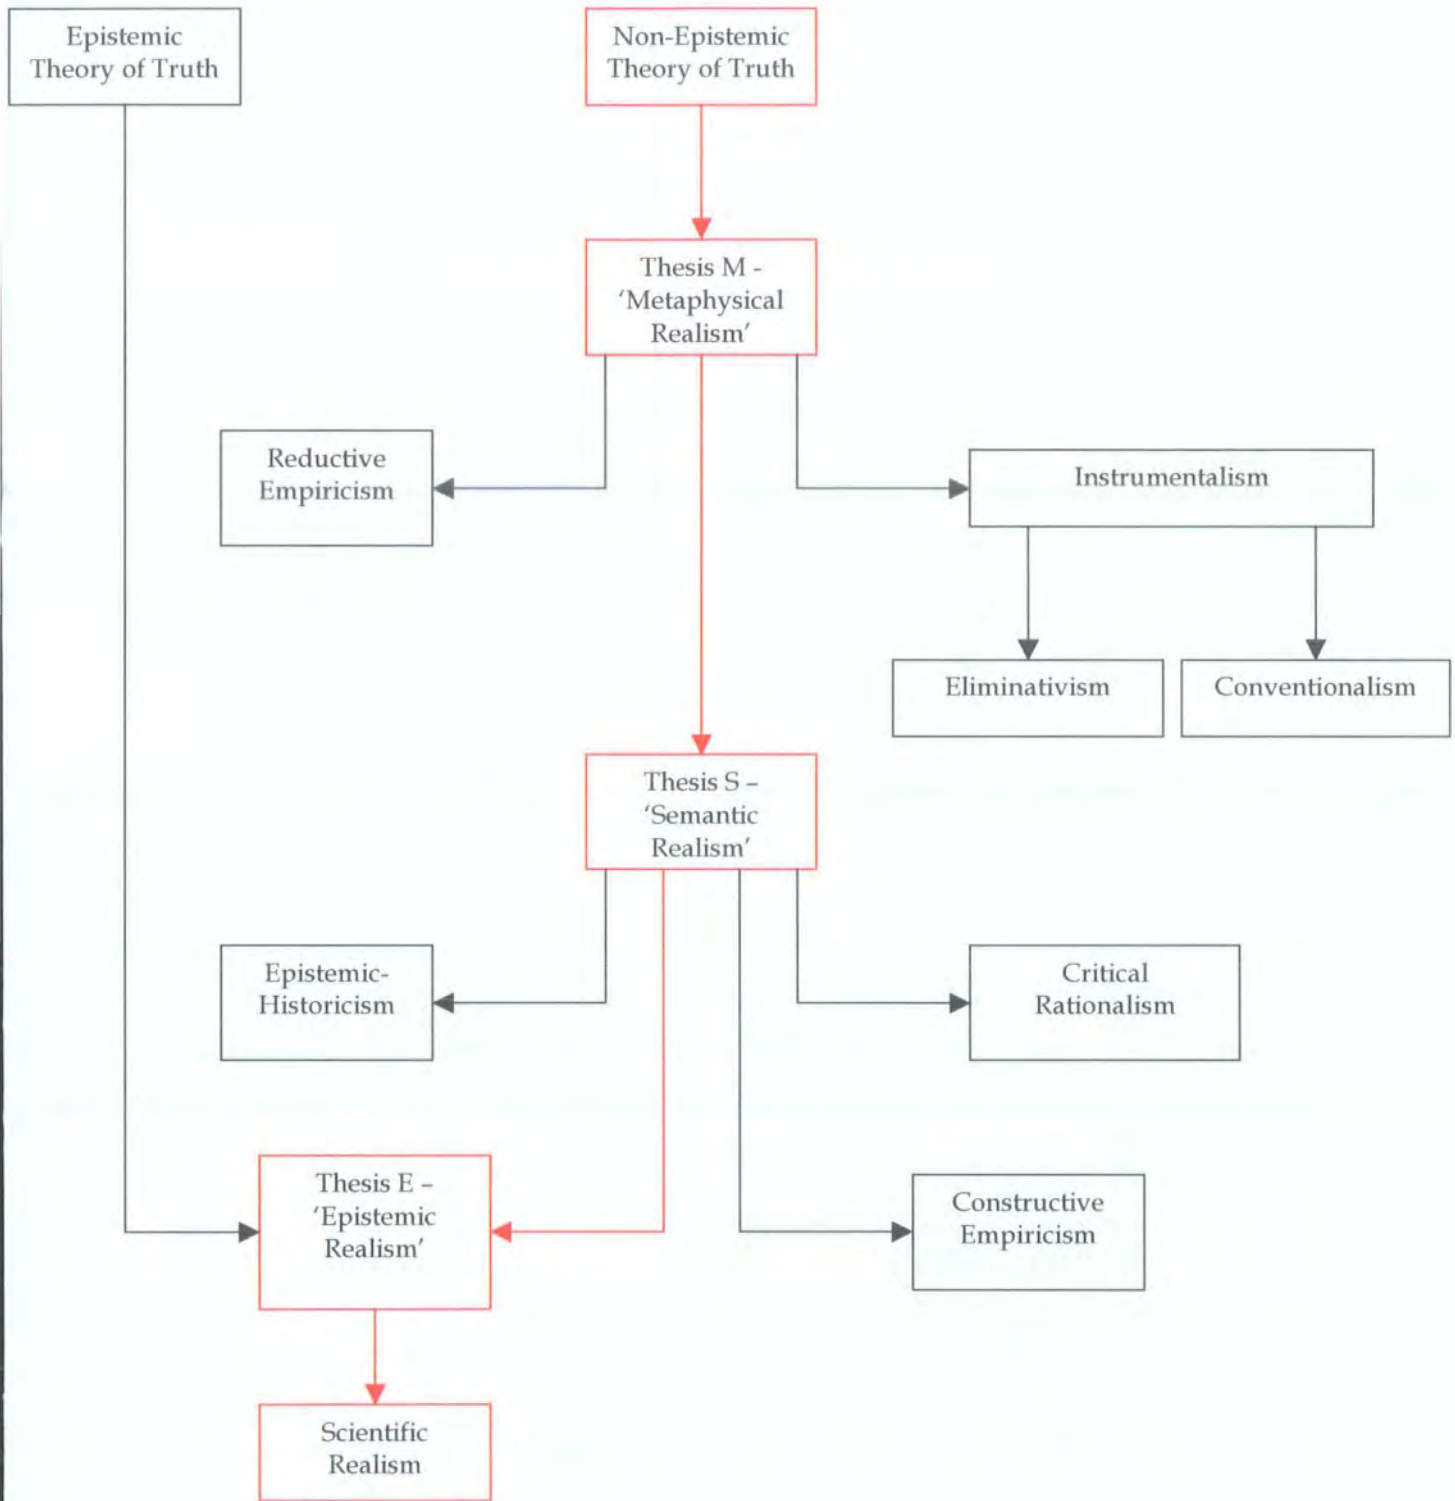 Epistemic
Theory of Truth
Non-Epistemic
Theory of Truth
Thesis M -
‘Metaphysical
Realism’
Reductive
Empiricism
Instrumentalism
Eliminativism
Conventionalism
Thesis S –
‘Semantic
Realism’
Epistemic-
Historicism
Critical
Rationalism
Thesis E –
‘Epistemic
Realism’
Constructive
Empiricism
Scientific
Realism